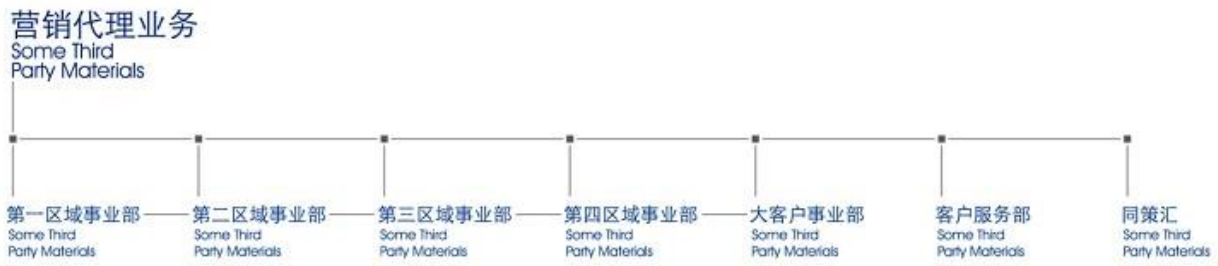 营销代理业务
Some Third
Party Materials
第一区域事业部
Some Third
Party Materials
第二区域事业部
Some Third
Party Materials
第三区域事业部
Some Third
Party Materials
第四区域事业部
Some Third
Party Materials
大客户事业部
Some Third
Party Materials
客户服务部
Some Third
Party Materials
同策汇
Some Third
Party Materials